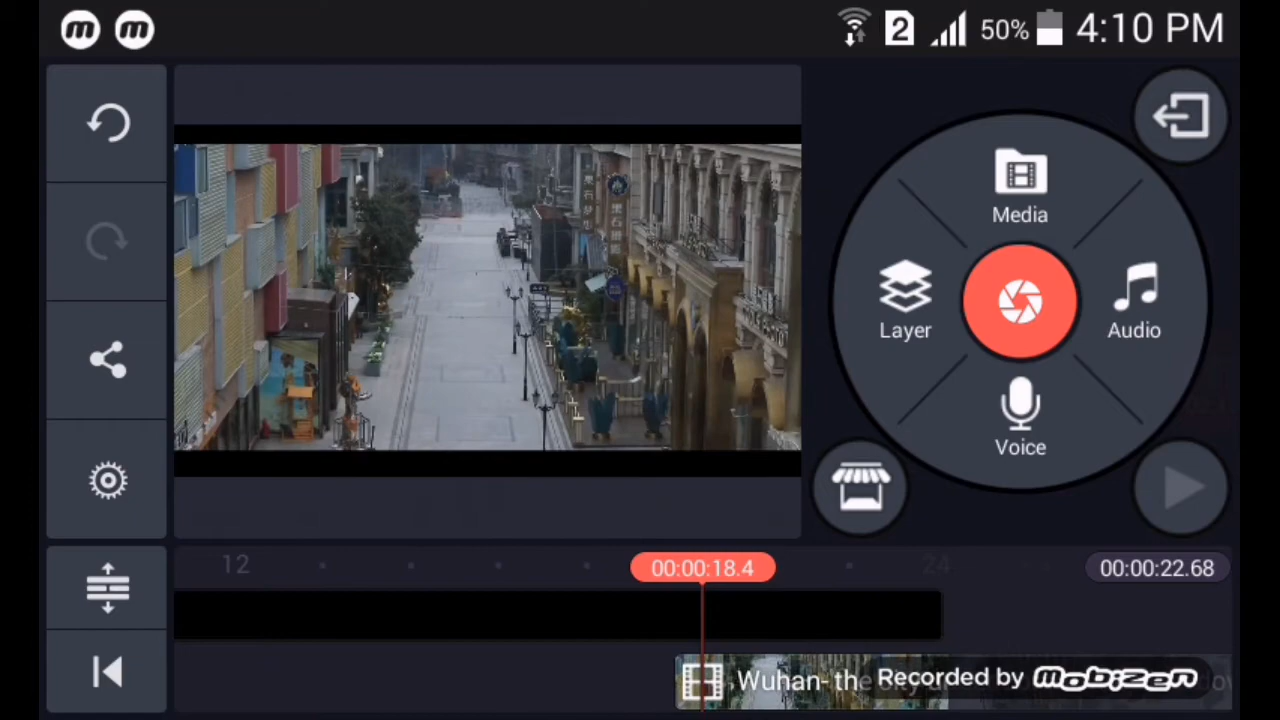 2 50% 4:10 PM
Media
Layer
Audio
Voice
12
00:00:18.4
24
00:00:22.68
Wuhan- the city
Recorded by mobizen